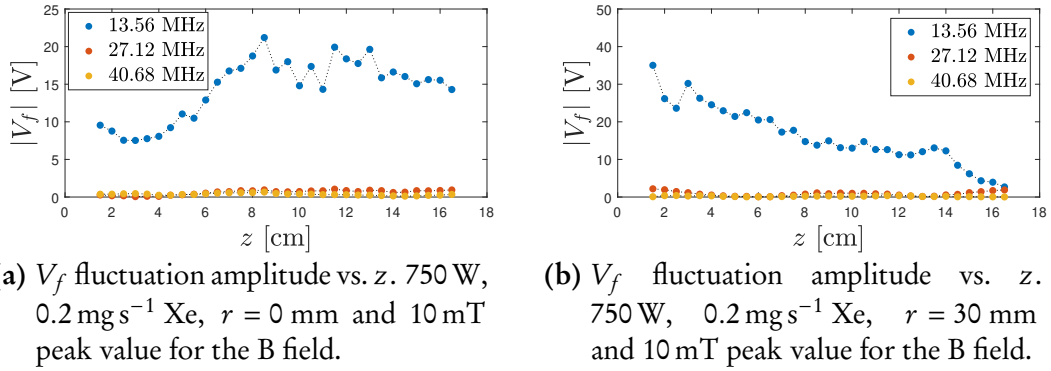 25
20
15
10
5
0
|V_f| [V]
13.56 MHz
27.12 MHz
40.68 MHz
0 2 4 6 8 10 12 14 16 18
z [cm]
50
40
30
20
10
0
|V_f| [V]
13.56 MHz
27.12 MHz
40.68 MHz
0 2 4 6 8 10 12 14 16 18
z [cm]
a) V_f fluctuation amplitude vs. z. 750 W,
0.2 mg s⁻¹ Xe, r = 0 mm and 10 mT
peak value for the B field.
(b) V_f fluctuation amplitude vs. z.
750 W, 0.2 mg s⁻¹ Xe, r = 30 mm
and 10 mT peak value for the B field.